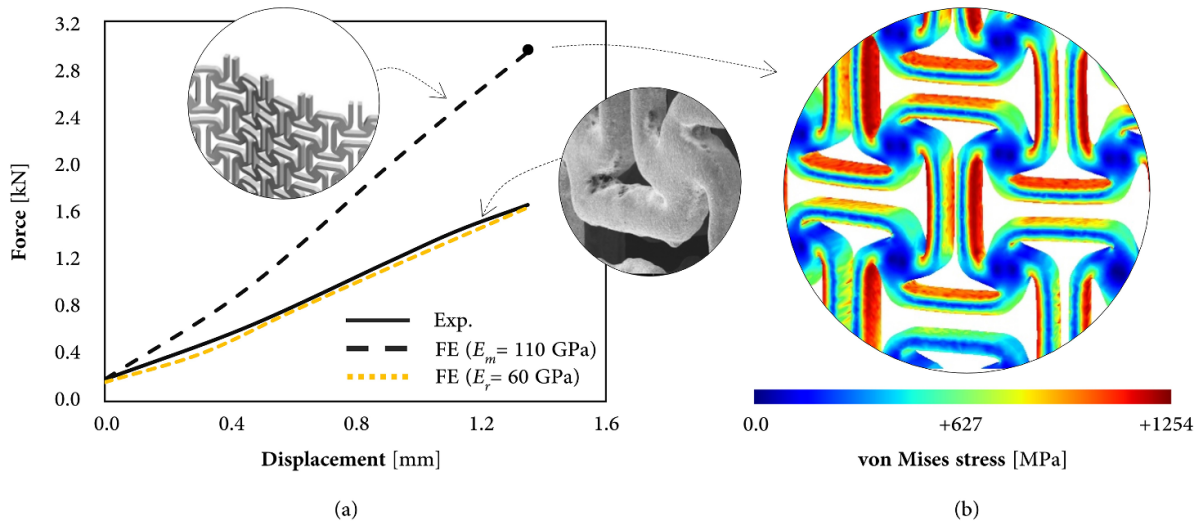 3.2
2.8
2.4
2.0
1.6
1.2
0.8
0.4
0.0
Force [kN]
Exp.
FE (Em= 110 GPa)
FE (Er= 60 GPa)
0.0 0.4 0.8 1.2 1.6
Displacement [mm]
(a)
0.0 +627 +1254
von Mises stress [MPa]
(b)